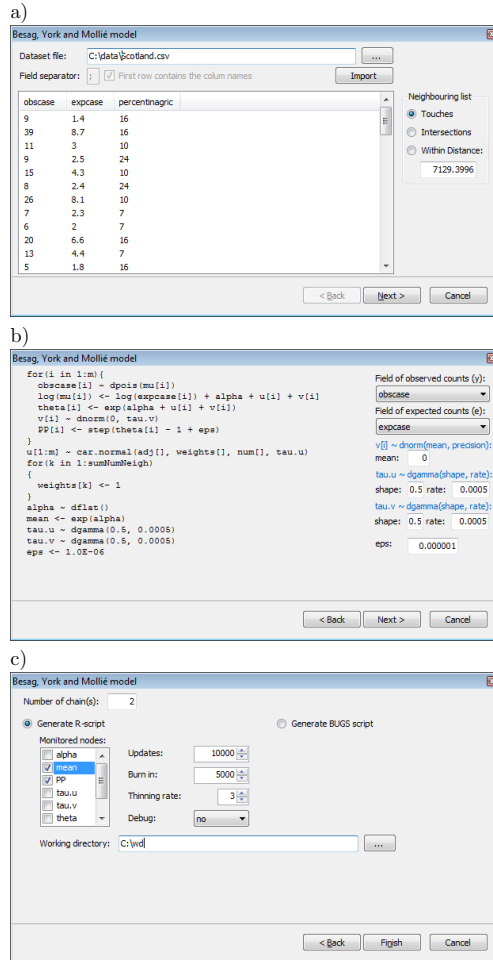 a)
Besag, York and Mollié model
Dataset file: C:\data\Scotland.csv ...
Field separator: ; First row contains the colum names Import
obscase expcase percentinagric
9 1.4 16
39 8.7 16
11 3 10
9 2.5 24
15 4.3 10
8 2.4 24
26 8.1 10
7 2.3 7
6 2 7
20 6.6 16
13 4.4 7
5 1.8 16
Neighbouring list
Touches
Intersections
Within Distance:
7129.3996
< Back Next > Cancel
b)
Besag, York and Mollié model
for(i in 1:m){
obscase[i] ~ dpois(mu[i])
log(mu[i]) <- log(expcase[i]) + alpha + u[i] + v[i]
theta[i] <- exp(alpha + u[i] + v[i])
v[i] ~ dnorm(0, tau.v)
PP[i] <- step(theta[i] - 1 + eps)
}
u[1:m] ~ car.normal(adj[], weights[], num[], tau.u)
for(k in 1:sumNumNeigh)
{
weights[k] <- 1
}
alpha ~ dflat()
mean <- exp(alpha)
tau.u ~ dgamma(0.5, 0.0005)
tau.v ~ dgamma(0.5, 0.0005)
eps <- 1.0E-06
Field of observed counts (y):
obscase
Field of expected counts (e):
expcase
v[i] ~ dnorm(mean, precision):
mean: 0
tau.u ~ dgamma(shape, rate):
shape: 0.5 rate: 0.0005
tau.v ~ dgamma(shape, rate):
shape: 0.5 rate: 0.0005
eps: 0.000001
< Back Next > Cancel
c)
Besag, York and Mollié model
Number of chain(s): 2
Generate R-script Generate BUGS script
Monitored nodes:
alpha
mean
PP
tau.u
tau.v
theta
Updates: 10000
Burn in: 5000
Thinning rate: 3
Debug: no
Working directory: C:\wd ...
< Back Finish Cancel